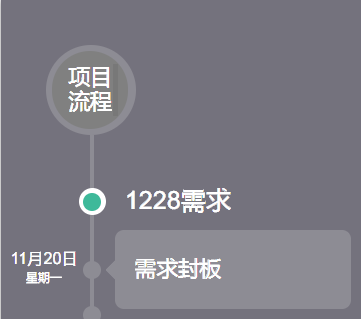 项目
流程
1228需求
11月20日
星期一
需求封板